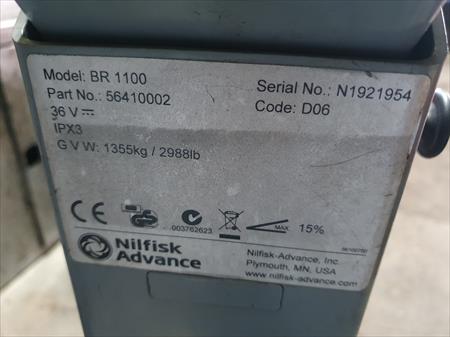 Model: BR 1100
Part No.: 56410002
36 V
IPX3
G V W: 1355kg / 2988lb
Serial No.: N1921954
Code: D06
CE
003762623
MAX
15%
Nilfisk
Advance
Nilfisk-Advance, Inc.
Plymouth, MN, USA
www.nilfisk-advance.com